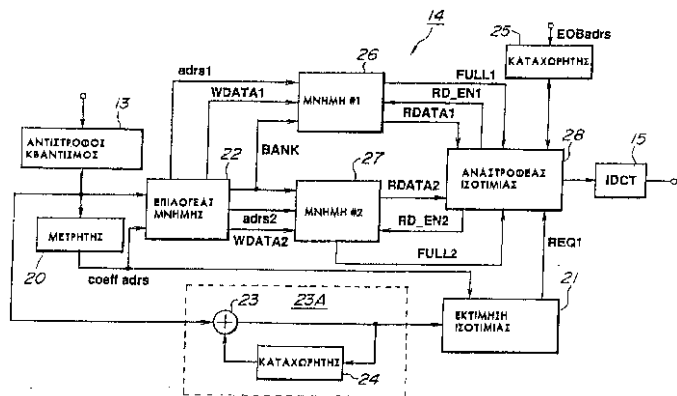 14
25
EOBadrs
ΚΑΤΑΧΩΡΗΤΗΣ
26
adrs1
FULL1
WDATA1
ΜΝΗΜΗ #1
RD_EN1
RDATA1
13
ΑΝΤΙΣΤΡΟΦΟΣ
ΚΒΑΝΤΙΣΜΟΣ
BANK
22
27
28
15
ΕΠΙΛΟΓΕΑΣ
ΜΝΗΜΗΣ
ΜΝΗΜΗ #2
RDATA2
ΑΝΑΣΤΡΟΦΕΑΣ
ΙΣΟΤΙΜΙΑΣ
IDCT
adrs2
RD_EN2
WDATA2
ΜΕΤΡΗΤΗΣ
20
FULL2
REQ1
coeff adrs
21
23
23A
ΕΚΤΙΜΗΣΗ
ΙΣΟΤΙΜΙΑΣ
ΚΑΤΑΧΩΡΗΤΗΣ
24